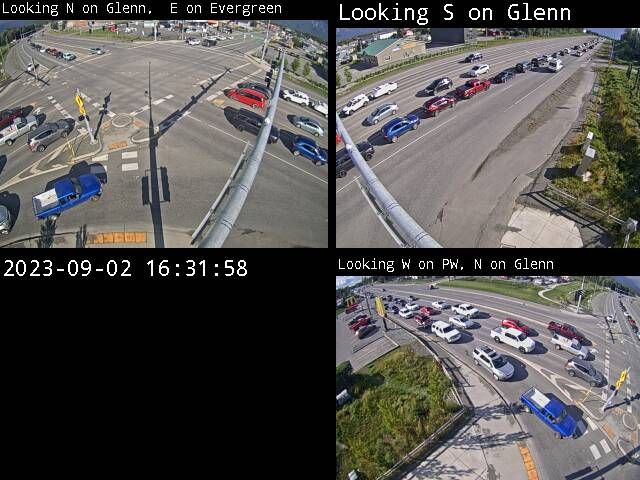 Looking N on Glenn, E on Evergreen
Looking S on Glenn
2023-09-02 16:31:58
Looking W on PW, N on Glenn